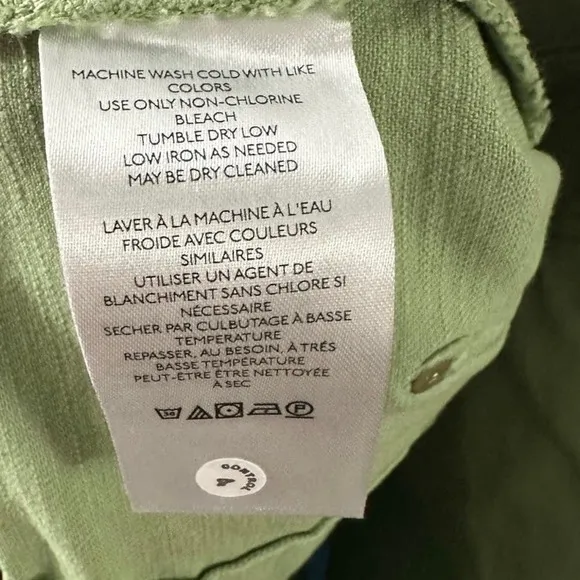 MACHINE WASH COLD WITH LIKE
COLORS
USE ONLY NON-CHLORINE
BLEACH
TUMBLE DRY LOW
LOW IRON AS NEEDED
MAY BE DRY CLEANED
LAVER À LA MACHINE À L'EAU
FROIDE AVEC COULEURS
SIMILAIRES
UTILISER UN AGENT DE
BLANCHIMENT SANS CHLORE SI
NÉCESSAIRE
SECHER PAR CULBUTAGE À BASSE
TEMPÉRATURE
REPASSER, AU BESOIN, À TRÉS
BASSE TEMPÉRATURE
PEUT-ÊTRE ÊTRE NETTOYÉE
À SEC
30 P
CONTROL
4